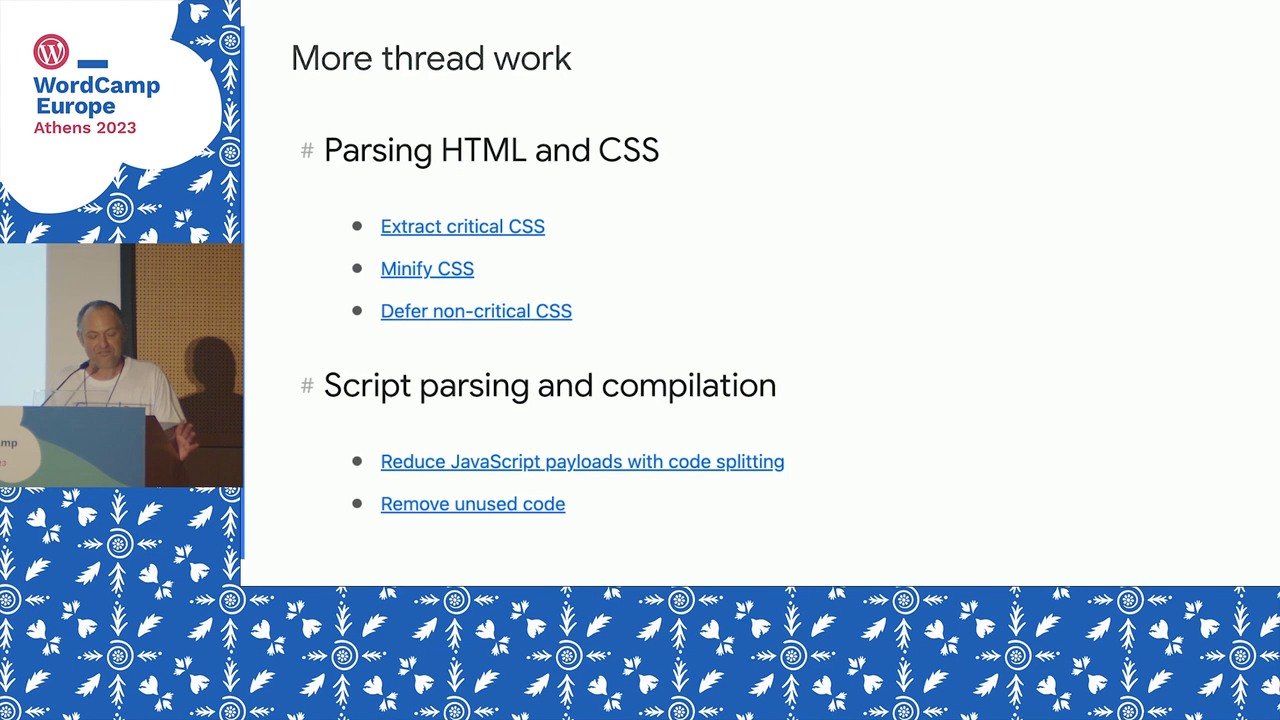 WordCamp
Europe
Athens 2023
More thread work
# Parsing HTML and CSS
Extract critical CSS
Minify CSS
Defer non-critical CSS
# Script parsing and compilation
Reduce JavaScript payloads with code splitting
Remove unused code
mp